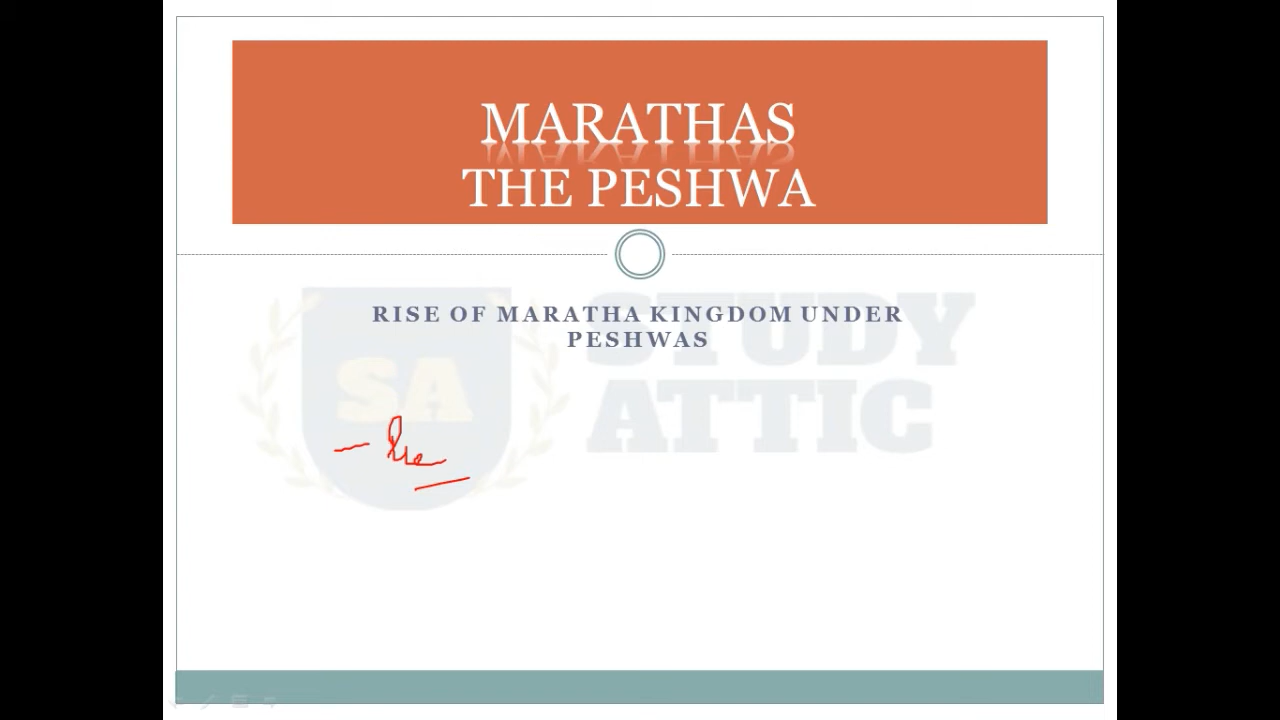 MARATHAS
THE PESHWA
RISE OF MARATHA KINGDOM UNDER
PESHWAS
SA
STUDY
ATTIC